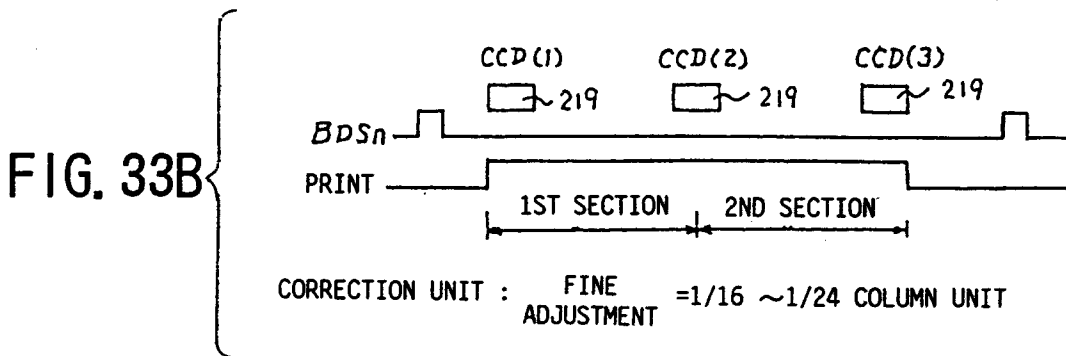 FIG. 33B
CCD(1) CCD(2) CCD(3)
219 219 219
BDSn
PRINT
1ST SECTION 2ND SECTION
CORRECTION UNIT : FINE ADJUSTMENT =1/16 ~1/24 COLUMN UNIT